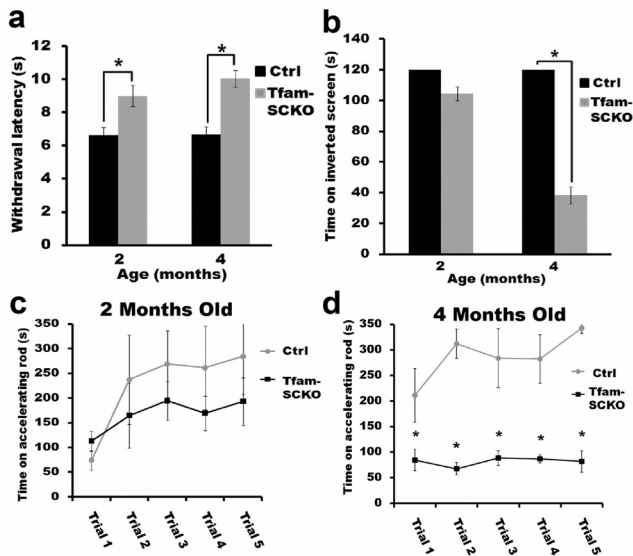 a
Withdrawal latency (s)
12
10
8
6
4
2
0
*
*
Ctrl
Tfam-
SCKO
2
4
Age (months)
b
Time on inverted screen (s)
140
120
100
80
60
40
20
0
*
Ctrl
Tfam-
SCKO
2
4
Age (months)
c
2 Months Old
Time on accelerating rod (s)
350
300
250
200
150
100
50
0
Ctrl
Tfam-
SCKO
Trial 1
Trial 2
Trial 3
Trial 4
Trial 5
d
4 Months Old
Time on accelerating rod (s)
350
300
250
200
150
100
50
0
Ctrl
Tfam-
SCKO
* * * * *
Trial 1
Trial 2
Trial 3
Trial 4
Trial 5